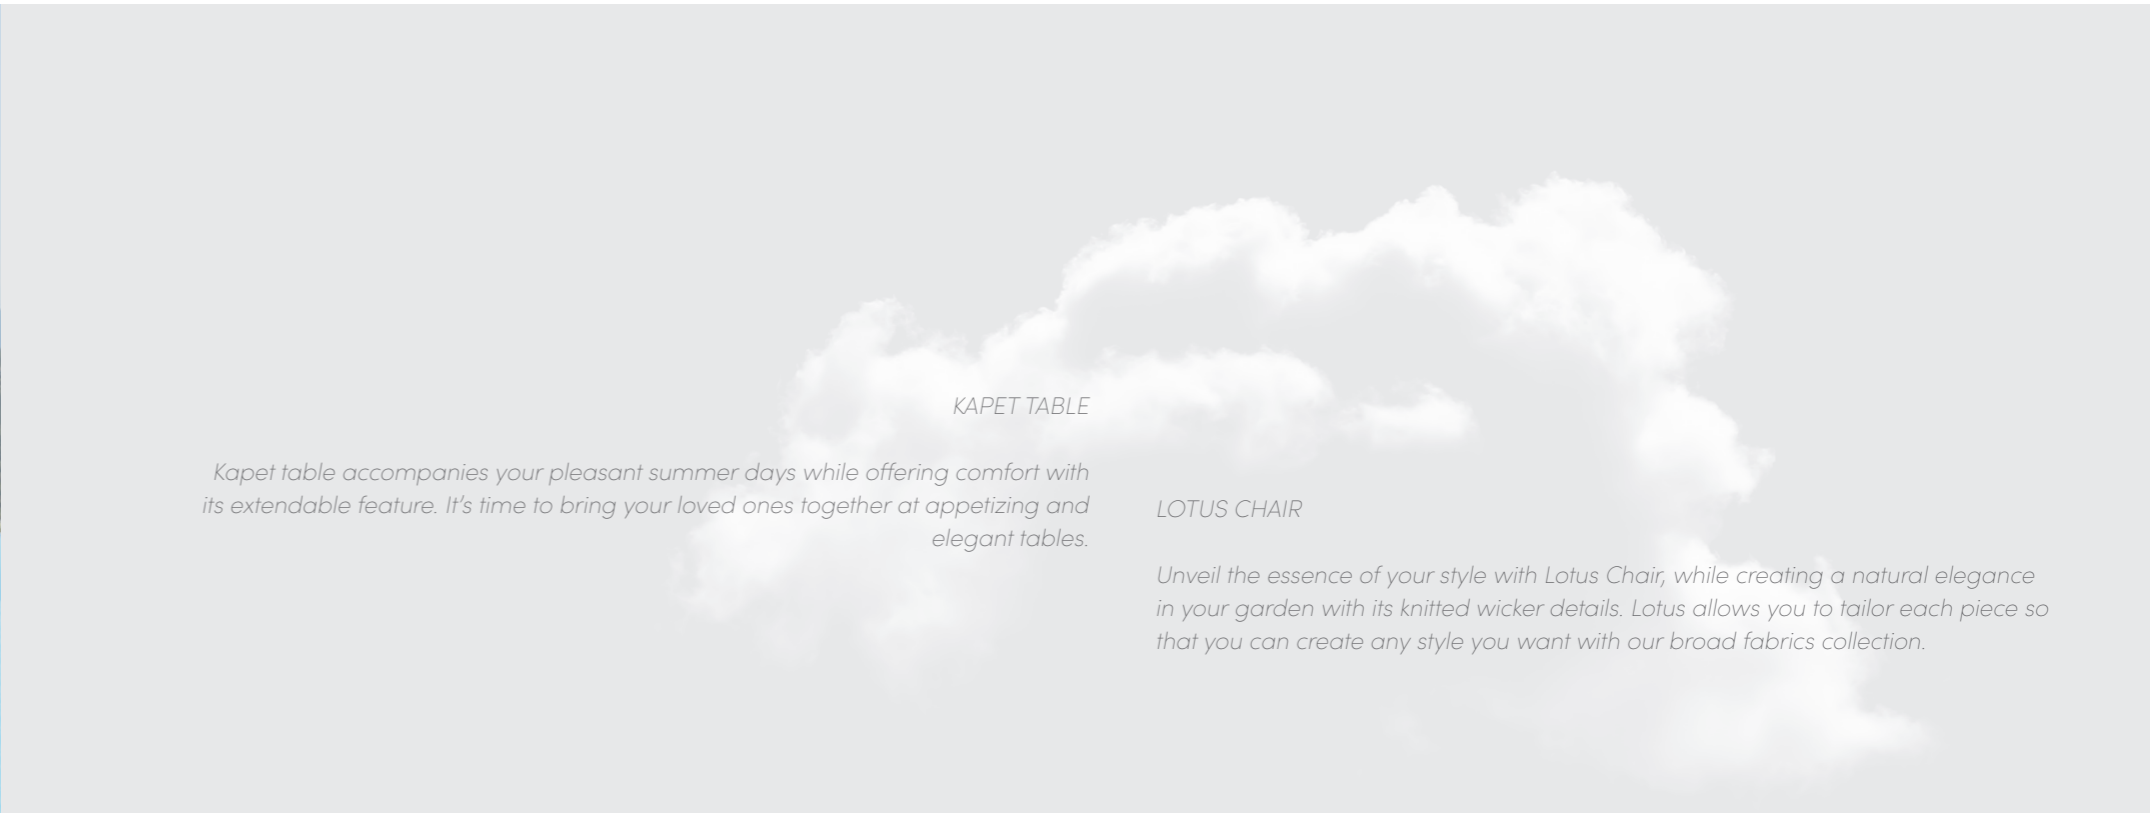 KAPET TABLE
Kapet table accompanies your pleasant summer days while offering comfort with
its extendable feature. It's time to bring your loved ones together at appetizing and
elegant tables.
LOTUS CHAIR
Unveil the essence of your style with Lotus Chair, while creating a natural elegance
in your garden with its knitted wicker details. Lotus allows you to tailor each piece so
that you can create any style you want with our broad fabrics collection.